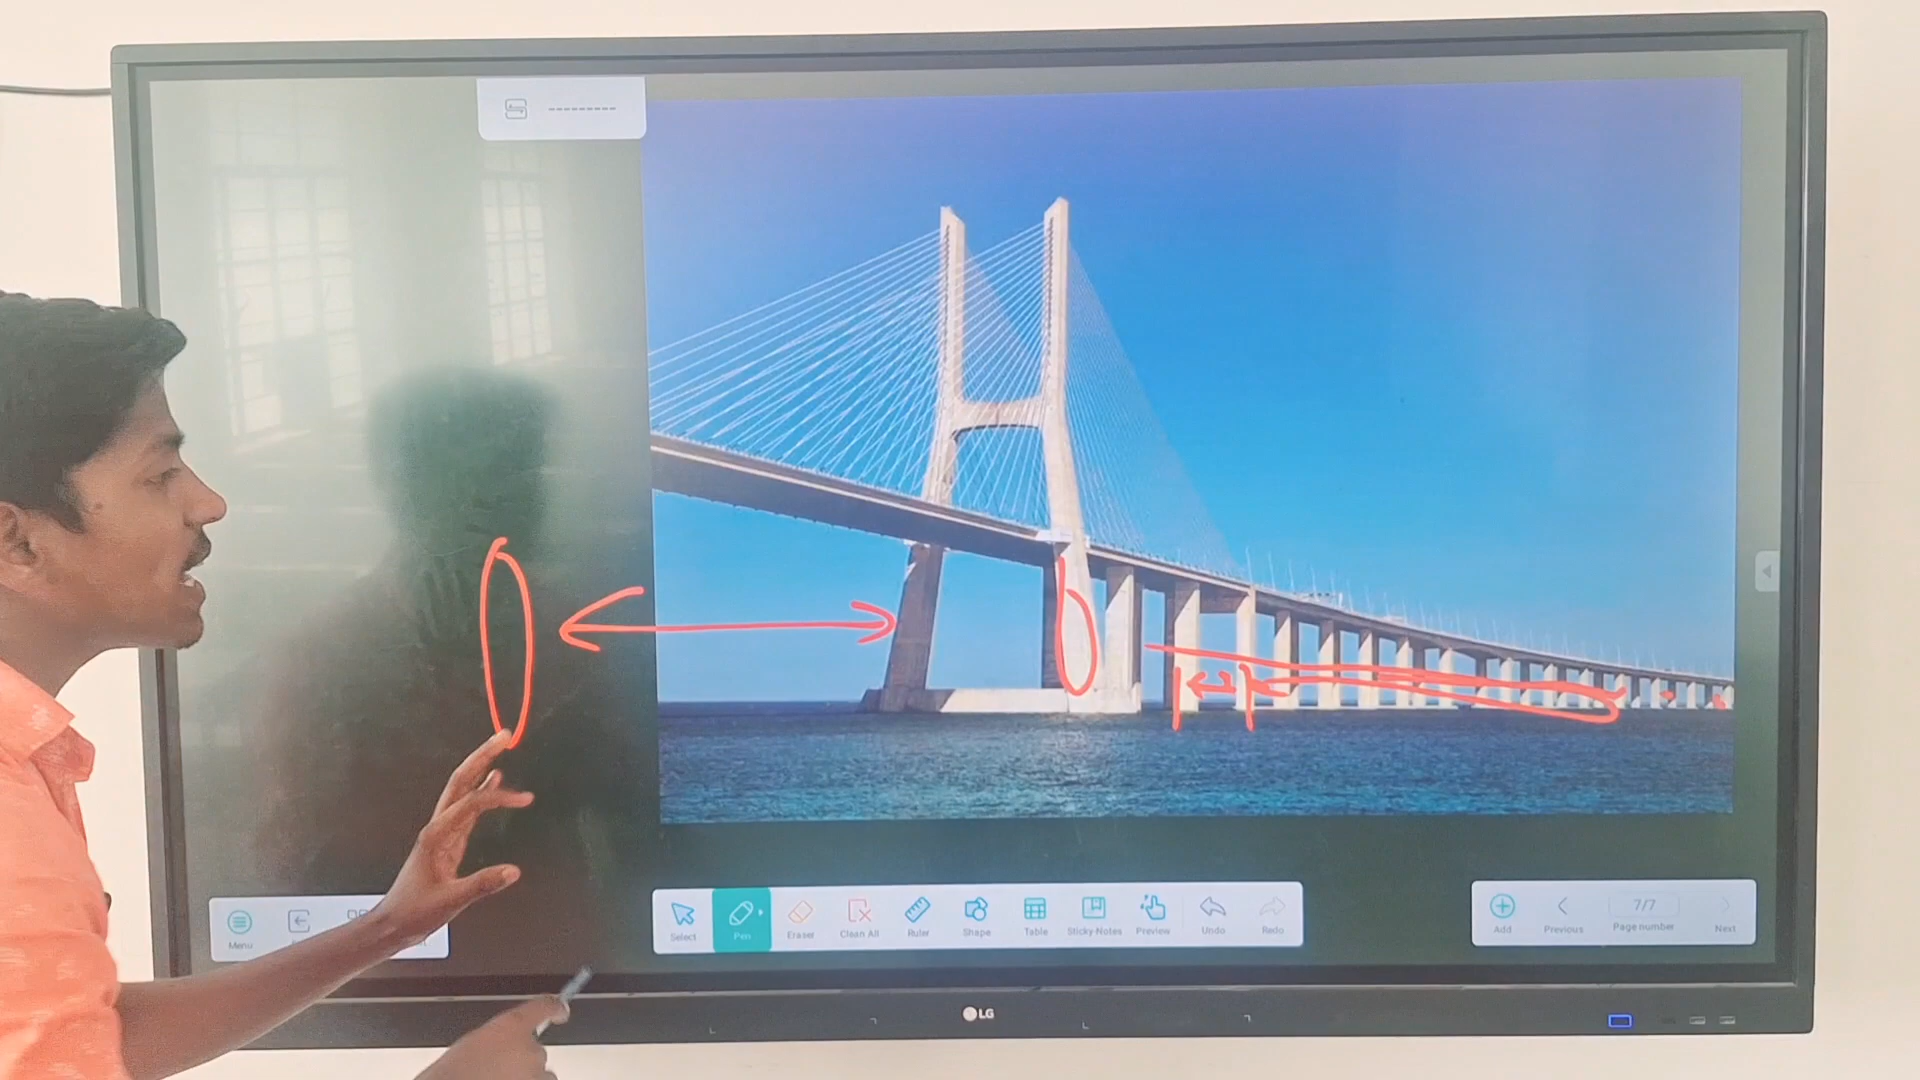 Menu
Select
Pen
Eraser
Clean All
Ruler
Shape
Table
Sticky-Notes
Preview
Undo
Redo
Add
Previous
7/7
Page number
Next
LG